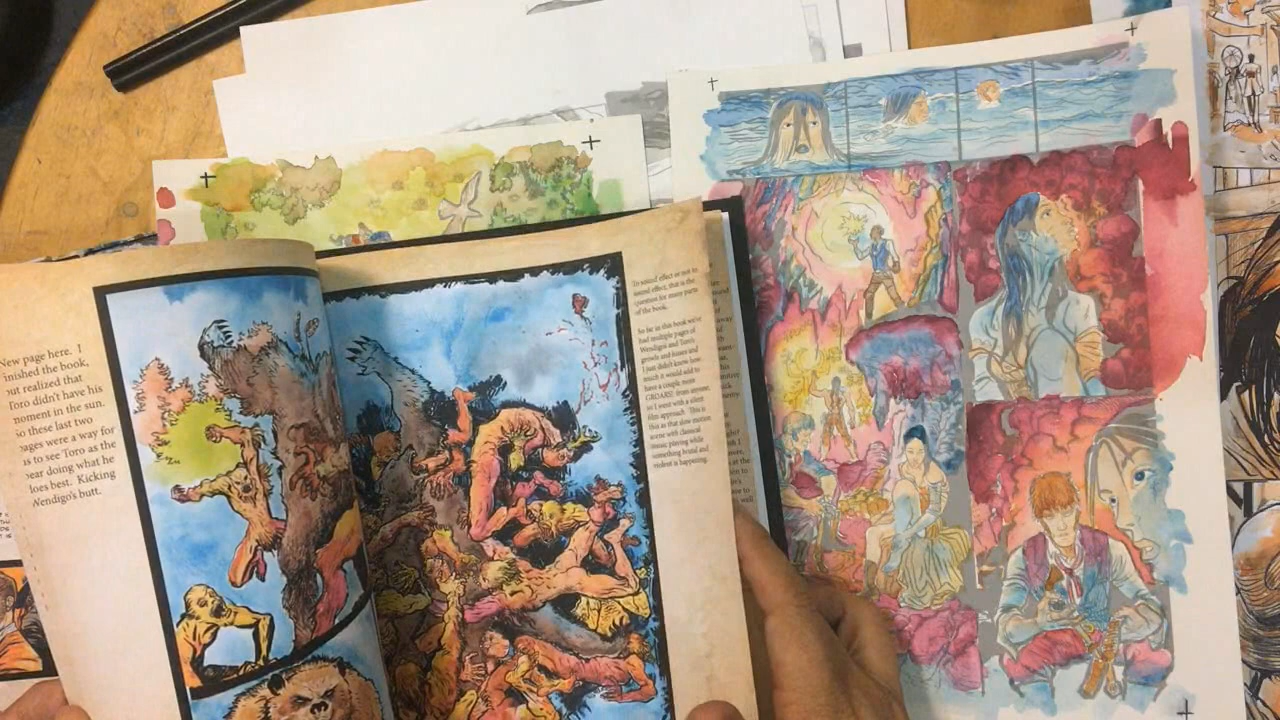 New page here. I
inished the book,
out realized that
Toro didn't have his
moment in the sun.
so these last two
pages were a way for
is to see Toro as the
ear doing what he
loes best. Kicking
Wendigo's butt.
To sound effect or not to
sound effect, that is the
question for many parts
of the book.
So far in this book we've
had multiple pages of
Wendigos and Toro's
growls and hisses and
I just didn't know how
much it would add to
have a couple more
GROARS! from anyone,
so I went with a silent
film approach. This is
this as that slow motion
scene with classical
music playing while
something brutal and
violent is happening.